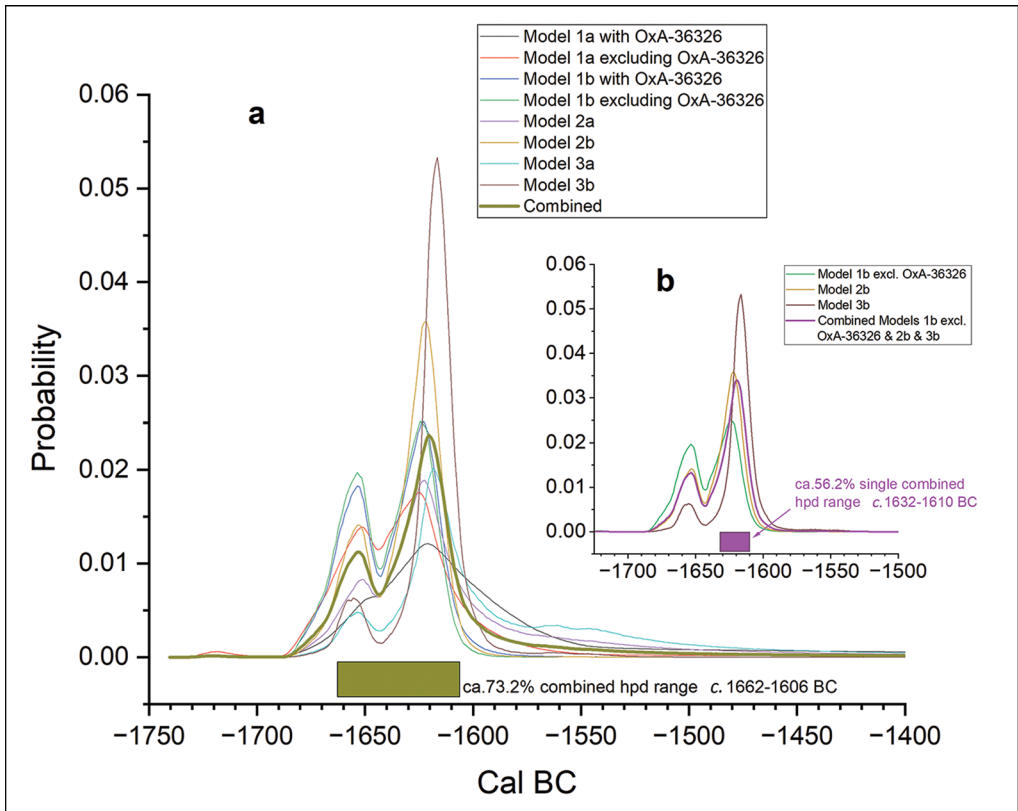 Model 1a with OxA-36326
Model 1a excluding OxA-36326
Model 1b with OxA-36326
Model 1b excluding OxA-36326
Model 2a
Model 2b
Model 3a
Model 3b
Combined
a
0.06
0.05
0.04
0.03
0.02
0.01
0.00
Probability
ca.73.2% combined hpd range c. 1662-1606 BC
−1750
−1700
−1650
−1600
−1550
−1500
−1450
−1400
Cal BC
b
Model 1b excl. OxA-36326
Model 2b
Model 3b
Combined Models 1b excl.
OxA-36326 & 2b & 3b
0.06
0.05
0.04
0.03
0.02
0.01
0.00
ca.56.2% single combined
hpd range c.1632-1610 BC
−1700
−1650
−1600
−1550
−1500